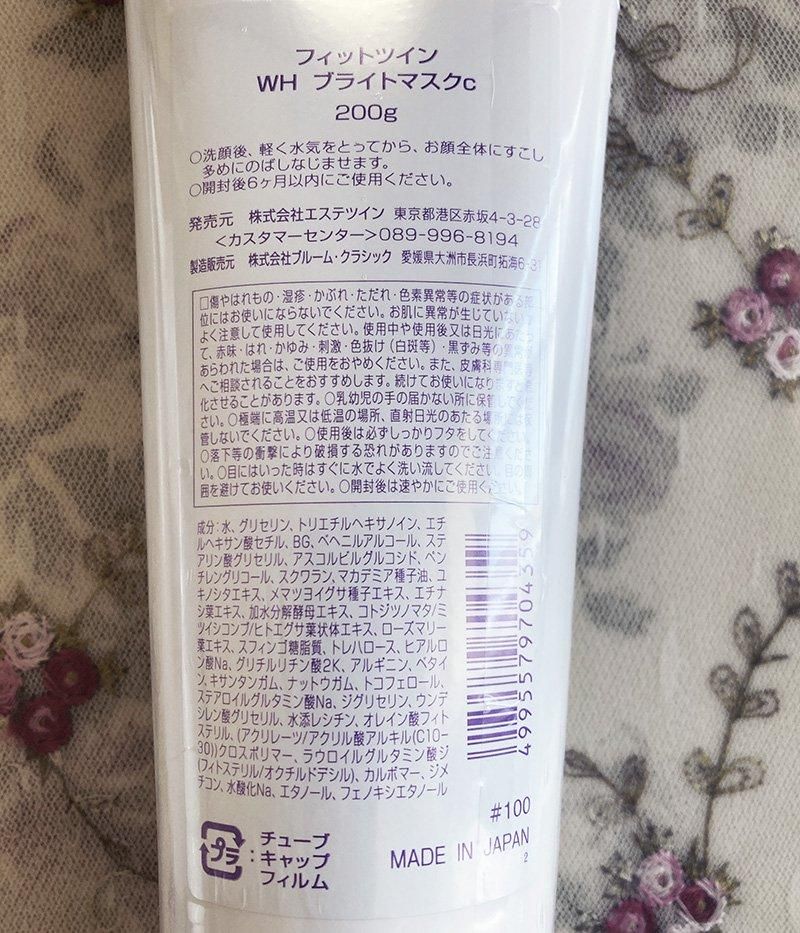 フィットツイン
WH ブライトマスクc
200g
○洗顔後、軽く水気をとってから、お顔全体にすこし
多めにのばしなじませます。
○開封後6ヶ月以内にご使用ください。
発売元 株式会社エステツイン 東京都港区赤坂4-3-28
<カスタマーセンター>089-996-8194
製造販売元 株式会社ブルーム・クラシック 愛媛県大洲市長浜町拓海6-31
□傷やはれもの・湿疹・かぶれ・ただれ・色素異常等の症状がある部
位にはお使いにならないでください。お肌に異常が生じていないか
よく注意して使用してください。使用中や使用後又は日光にあたっ
て、赤味・はれ・かゆみ・刺激・色抜け(白斑等)・黒ずみ等の異常が
あらわれた場合は、ご使用をおやめください。また、皮膚科専門医等
へご相談されることをおすすめします。続けてお使いになりますと悪
化させることがあります。○乳幼児の手の届かない所に保管してくだ
さい。○極端に高温又は低温の場所、直射日光のあたる場所には保
管しないでください。○使用後は必ずしっかりフタをしてください。
○落下等の衝撃により破損する恐れがありますのでご注意くださ
い。○目にはいった時はすぐに水でよく洗い流してください。目の周
囲を避けてお使いください。○開封後は速やかにご使用ください。
成分:水、グリセリン、トリエチルヘキサノイン、エチ
ルヘキサン酸セチル、BG、ベヘニルアルコール、ステ
アリン酸グリセリル、アスコルビルグルコシド、ペン
チレングリコール、スクワラン、マカデミア種子油、ユ
キノシタエキス、メマツヨイグサ種子エキス、エチナ
シ葉エキス、加水分解酵母エキス、コトジツノマタ/ミ
ツイシコンブ/ヒトエグサ葉状体エキス、ローズマリー
葉エキス、スフィンゴ糖脂質、トレハロース、ヒアルロ
ン酸Na、グリチルリチン酸2K、アルギニン、ベタイ
ン、キサンタンガム、ナットウガム、トコフェロール、
ステアロイルグルタミン酸Na、ジグリセリン、ウンデ
シレン酸グリセリル、水添レシチン、オレイン酸フィト
ステリル、(アクリレーツ/アクリル酸アルキル(C10-
30))クロスポリマー、ラウロイルグルタミン酸ジ
(フィトステリル/オクチルドデシル)、カルボマー、ジメ
チコン、水酸化Na、エタノール、フェノキシエタノール
4995579704359
#100
MADE IN JAPAN
2
プラ
:チューブ
キャップ
フィルム